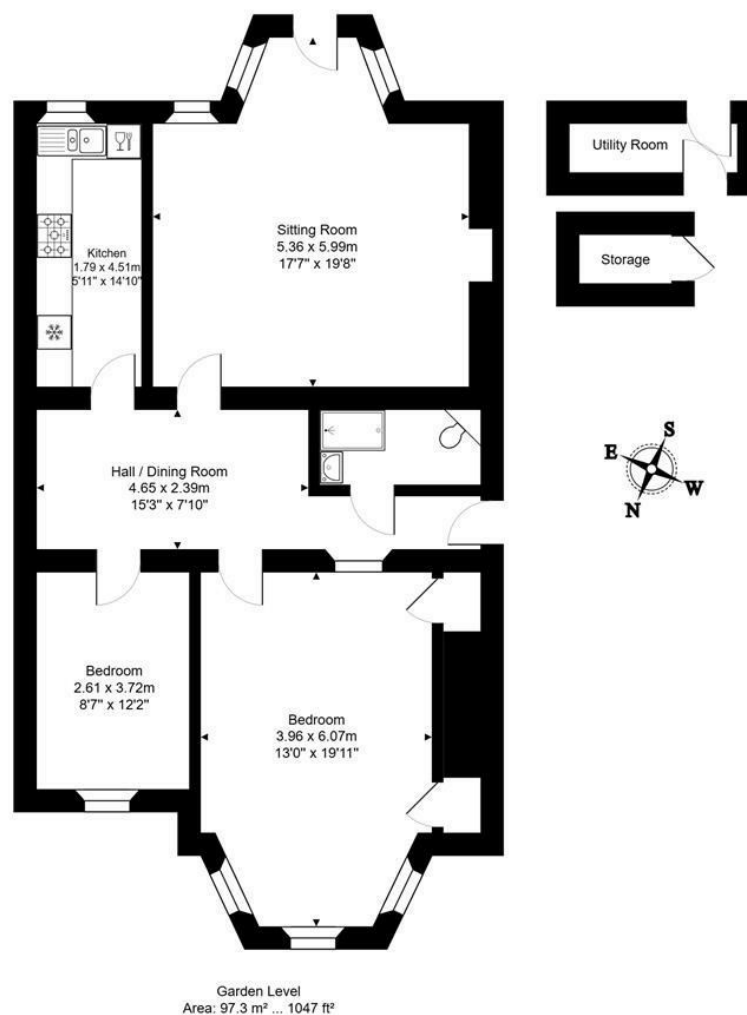 Utility Room
Sitting Room
5.36 x 5.99m
17'7" x 19'8"
Kitchen
1.79 x 4.51m
5'11" x 14'10"
Storage
S
E
W
N
Hall / Dining Room
4.65 x 2.39m
15'3" x 7'10"
Bedroom
2.61 x 3.72m
8'7" x 12'2"
Bedroom
3.96 x 6.07m
13'0" x 19'11"
Garden Level
Area: 97.3 m² ... 1047 ft²